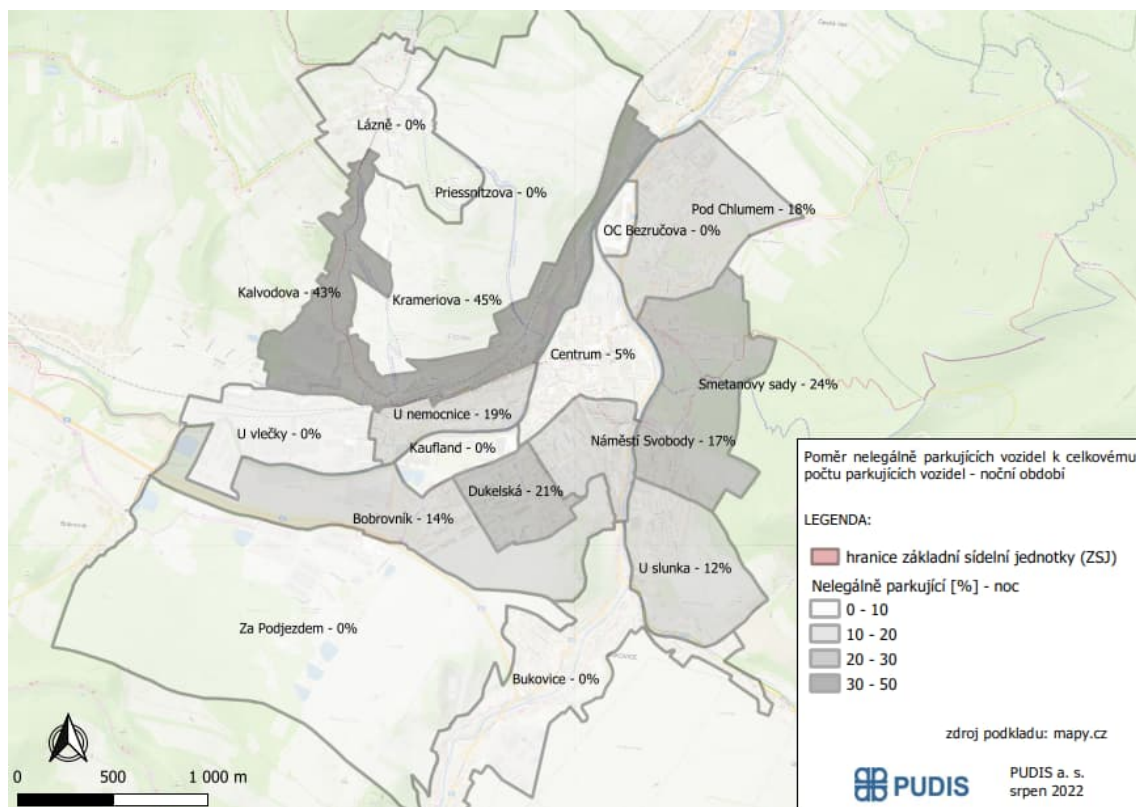 Lázně - 0%
Priessnitzova - 0%
Pod Chlumem - 18%
OC Bezručova - 0%
Kalvodova - 43%
Krameriova - 45%
Centrum - 5%
Smetanovy sady - 24%
U nemocnice - 19%
U vlečky - 0%
Kaufland - 0%
Náměstí Svobody - 17%
Dukelská - 21%
Bobrovník - 14%
U slunka - 12%
Za Podjezdem - 0%
Bukovice - 0%
Poměr nelegálně parkujících vozidel k celkovému
počtu parkujících vozidel - noční období
LEGENDA:
hranice základní sídelní jednotky (ZSJ)
Nelegálně parkující [%] - noc
0 - 10
10 - 20
20 - 30
30 - 50
zdroj podkladu: mapy.cz
PUDIS
PUDIS a. s.
srpen 2022
0 500 1 000 m